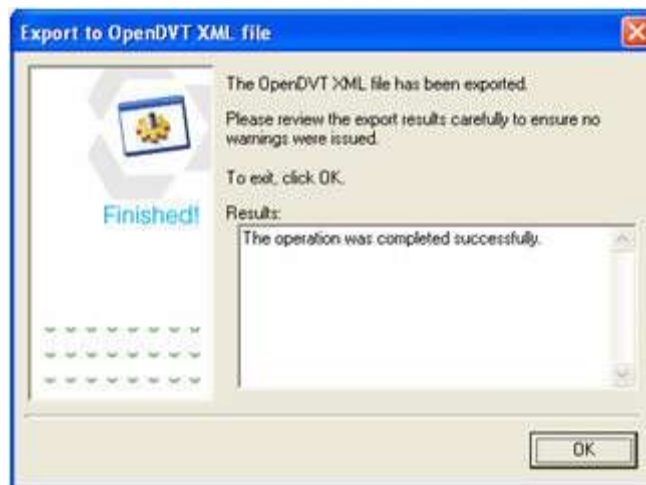 Export to OpenDVT XML file
The OpenDVT XML file has been exported.
Please review the export results carefully to ensure no
warnings were issued.
To exit, click OK.
Finished!
Results:
The operation was completed successfully.
OK